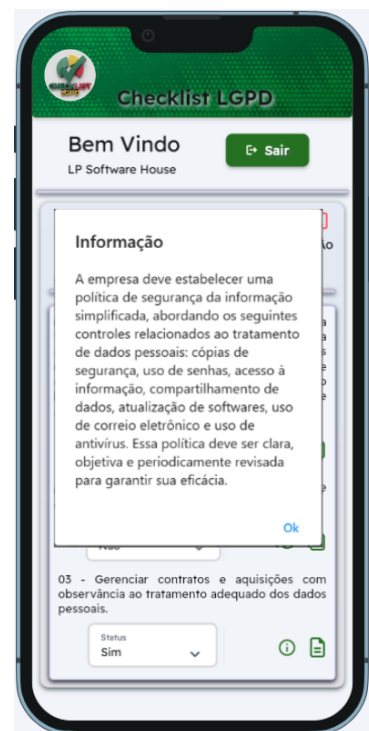 CHECKLIST
LGPD
Checklist LGPD
Bem Vindo
LP Software House
Sair
ÃO
Informação
A empresa deve estabelecer uma
política de segurança da informação
simplificada, abordando os seguintes
controles relacionados ao tratamento
de dados pessoais: cópias de
segurança, uso de senhas, acesso à
informação, compartilhamento de
dados, atualização de softwares, uso
de correio eletrônico e uso de
antivírus. Essa política deve ser clara,
objetiva e periodicamente revisada
para garantir sua eficácia.
Ok
Não
03 - Gerenciar contratos e aquisições com
observância ao tratamento adequado dos dados
pessoais.
Status
Sim